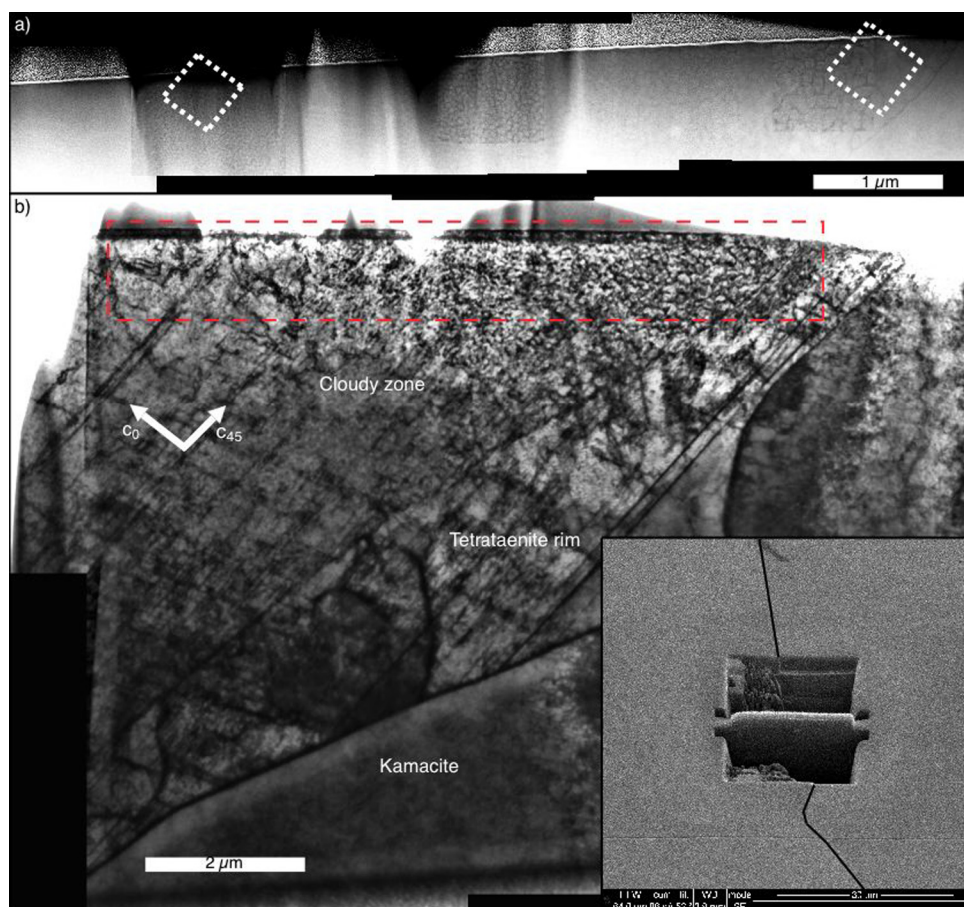 a)
1 µm
b)
Cloudy zone
c₀
c₄₅
Tetrataenite rim
Kamacite
2 µm